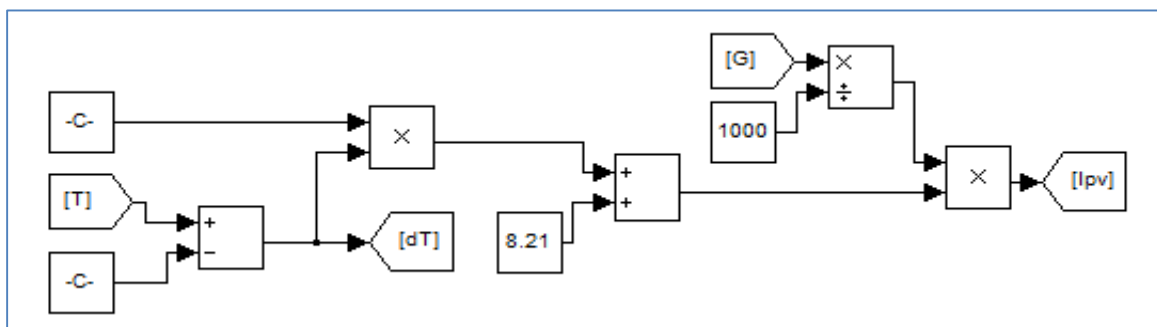 [G]
×
÷
1000
-C-
×
[T]
+
−
-C-
[dT]
+
+
8.21
×
[Ipv]